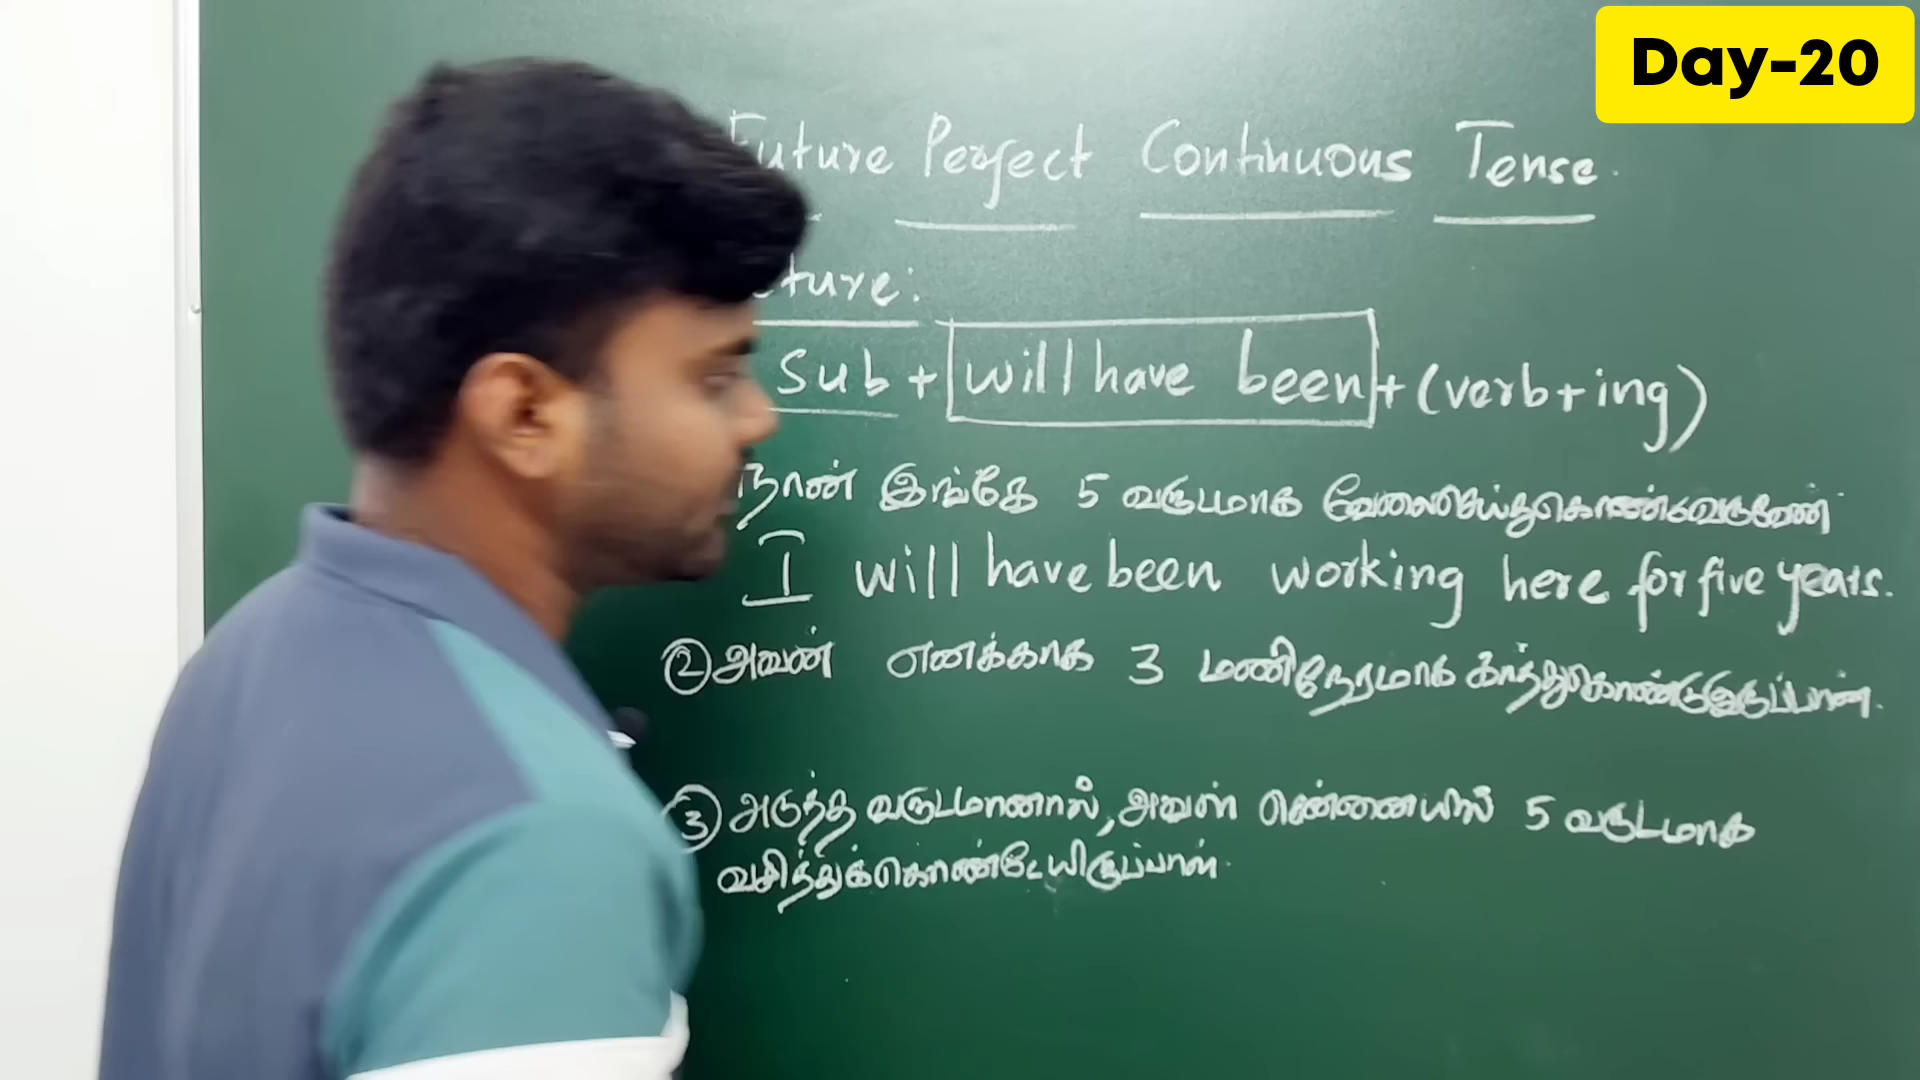 Day-20
Future Perfect Continuous Tense.
ture:
Sub + will have been + (verb+ing)
நான் இங்கே 5 வருடமாக வேலைசெய்துகொண்டுவருவேன்
I will have been working here for five years.
② அவன் எனக்காக 3 மணிநேரமாக காத்துகொண்டுஇருப்பான்.
③ அடுத்த வருடமானால், அவள் சென்னையில் 5 வருடமாக
வசித்துக்கொண்டேயிருப்பாள்.